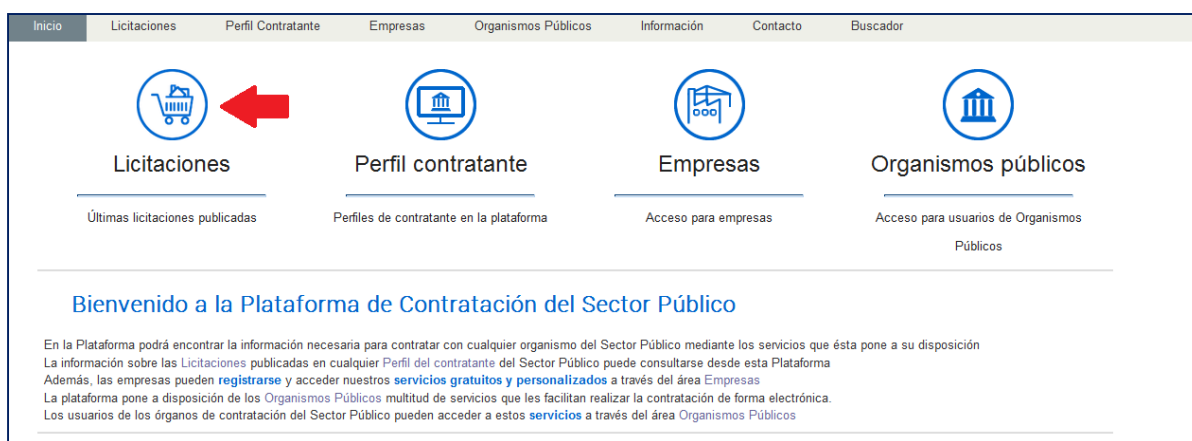 Inicio Licitaciones Perfil Contratante Empresas Organismos Públicos Información Contacto Buscador
Licitaciones Perfil contratante Empresas Organismos públicos
Últimas licitaciones publicadas Perfiles de contratante en la plataforma Acceso para empresas Acceso para usuarios de Organismos
Públicos
Bienvenido a la Plataforma de Contratación del Sector Público
En la Plataforma podrá encontrar la información necesaria para contratar con cualquier organismo del Sector Público mediante los servicios que ésta pone a su disposición
La información sobre las Licitaciones publicadas en cualquier Perfil del contratante del Sector Público puede consultarse desde esta Plataforma
Además, las empresas pueden registrarse y acceder nuestros servicios gratuitos y personalizados a través del área Empresas
La plataforma pone a disposición de los Organismos Públicos multitud de servicios que les facilitan realizar la contratación de forma electrónica.
Los usuarios de los órganos de contratación del Sector Público pueden acceder a estos servicios a través del área Organismos Públicos